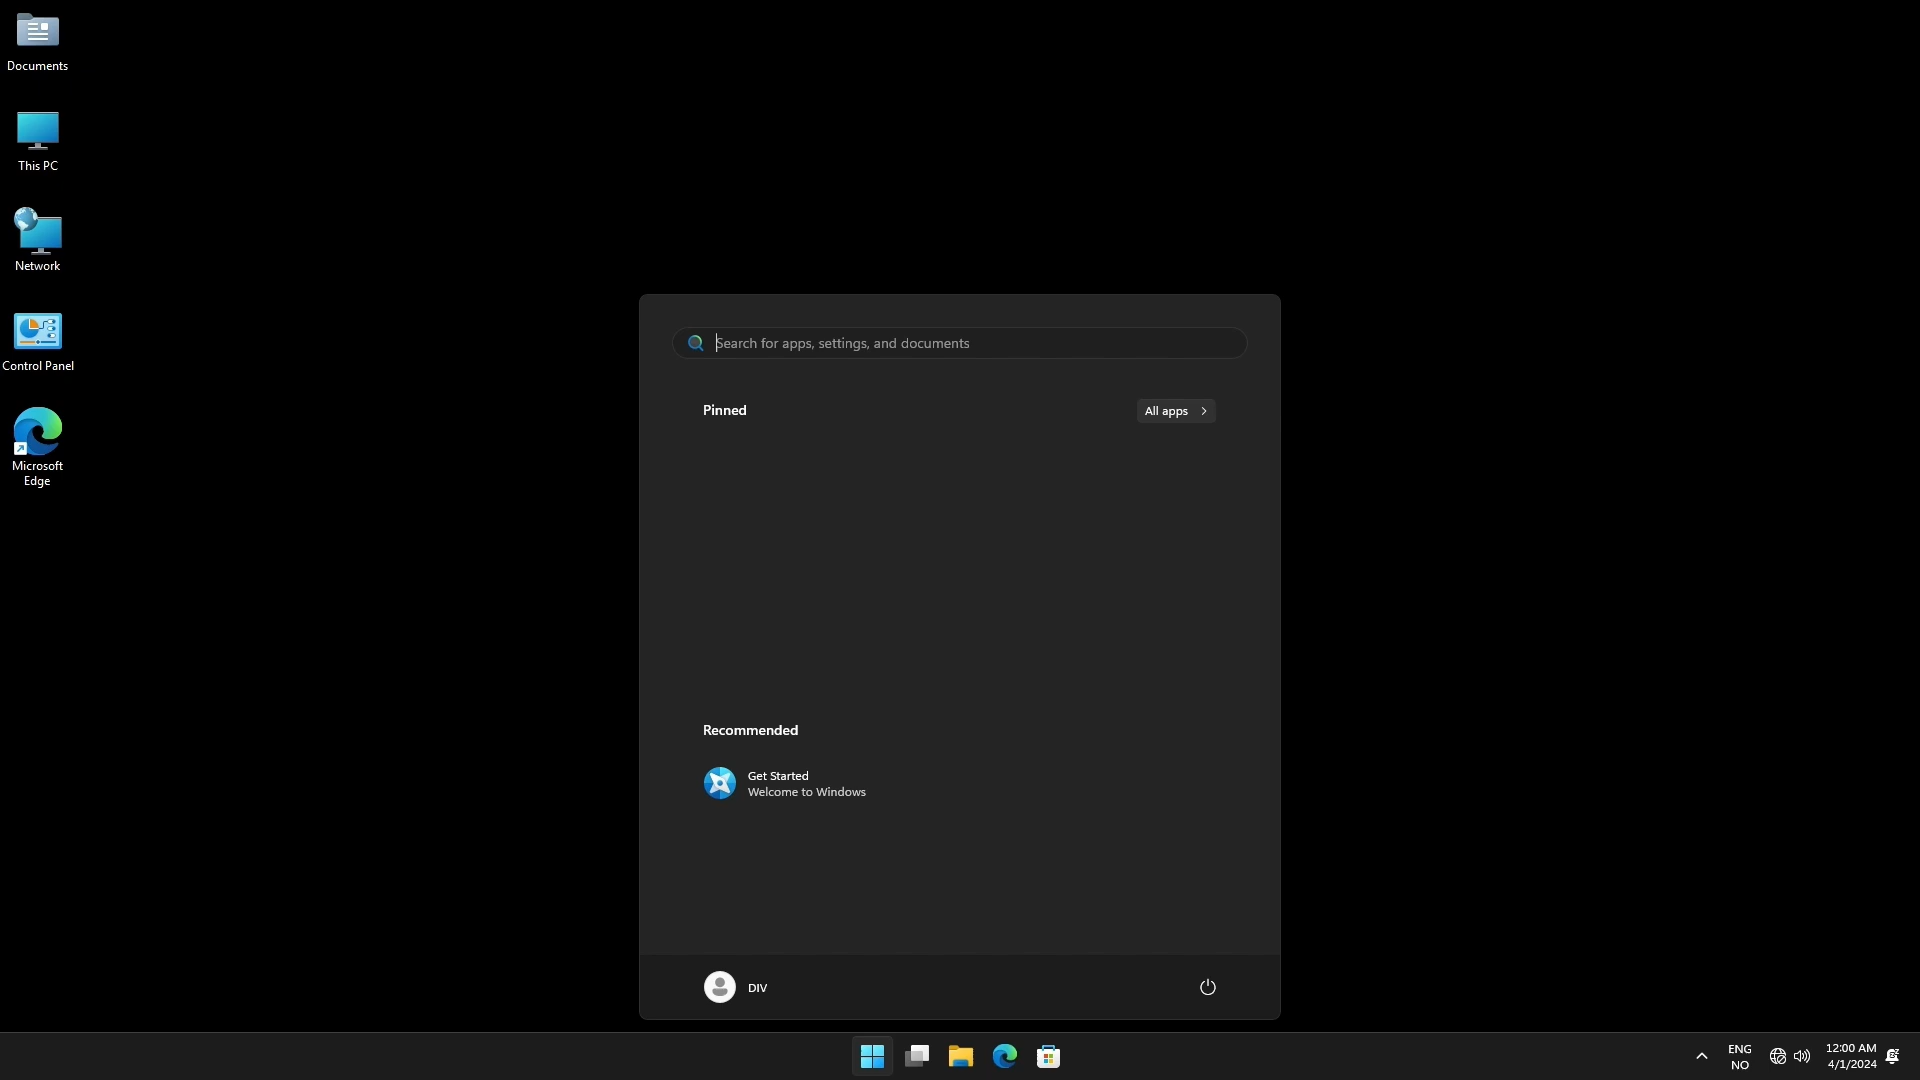 Documents
This PC
Network
Control Panel
Microsoft
Edge
Search for apps, settings, and documents
Pinned
All apps
Recommended
Get Started
Welcome to Windows
DIV
ENG
NO
12:00 AM
4/1/2024